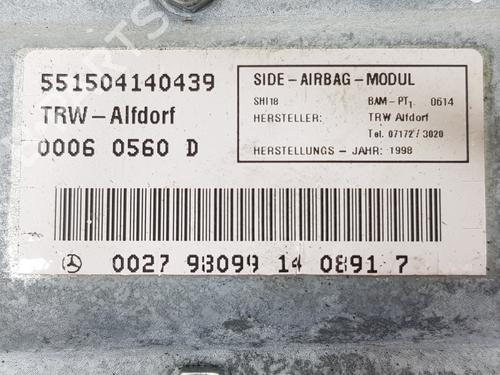 551504140439
TRW-Alfdorf
0006 0560 D
SIDE-AIRBAG-MODUL
SHI18 BAM-PT1. 0614
HERSTELLER: TRW Alfdorf
Tel. 07172/3020
HERSTELLUNGS-JAHR: 1998
0027 98099 14 0891 7